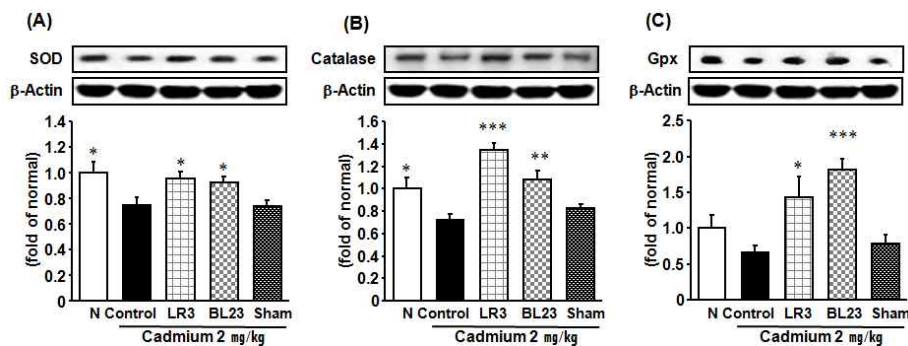 (A)
SOD
β-Actin
(fold of normal)
1.4
1.2
1.0
0.8
0.6
0.4
0.2
0
*
*
*
N Control LR3 BL23 Sham
Cadmium 2 ㎎/㎏
(B)
Catalase
β-Actin
(fold of normal)
1.6
1.4
1.2
1.0
0.8
0.6
0.4
0.2
0
*
***
**
N Control LR3 BL23 Sham
Cadmium 2 ㎎/㎏
(C)
Gpx
β-Actin
(fold of normal)
2.5
2.0
1.5
1.0
0.5
0
*
***
N Control LR3 BL23 Sham
Cadmium 2 ㎎/㎏